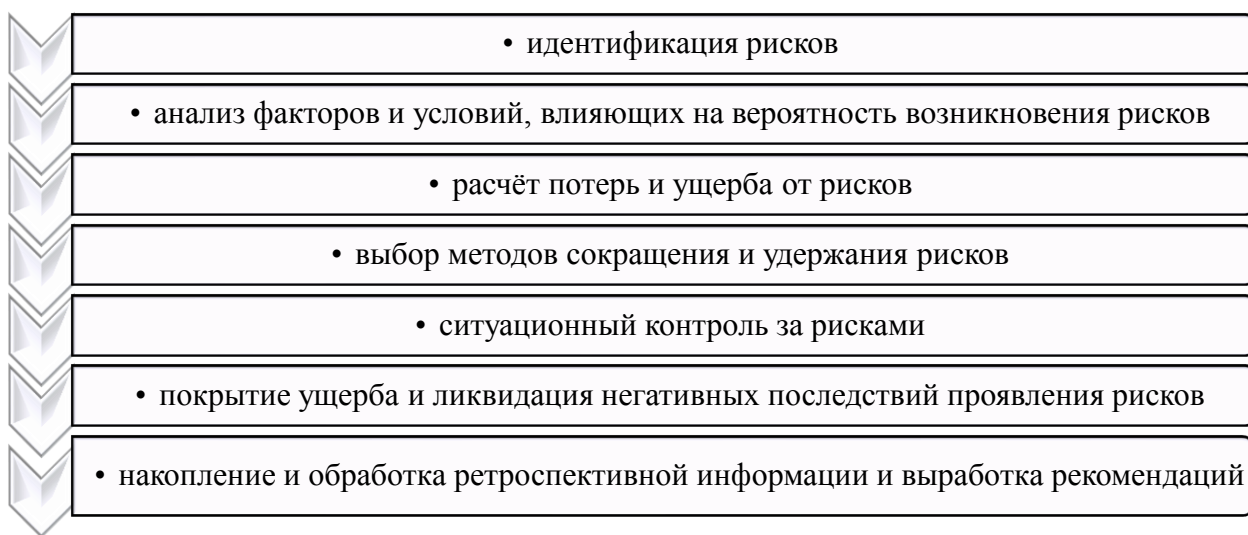 • идентификация рисков
• анализ факторов и условий, влияющих на вероятность возникновения рисков
• расчёт потерь и ущерба от рисков
• выбор методов сокращения и удержания рисков
• ситуационный контроль за рисками
• покрытие ущерба и ликвидация негативных последствий проявления рисков
• накопление и обработка ретроспективной информации и выработка рекомендаций